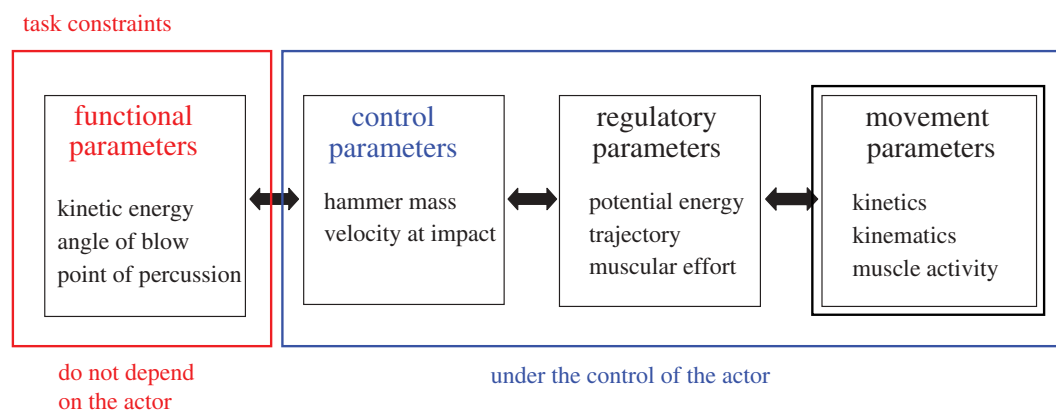 task constraints
functional
parameters
kinetic energy
angle of blow
point of percussion
control
parameters
hammer mass
velocity at impact
regulatory
parameters
potential energy
trajectory
muscular effort
movement
parameters
kinetics
kinematics
muscle activity
do not depend
on the actor
under the control of the actor